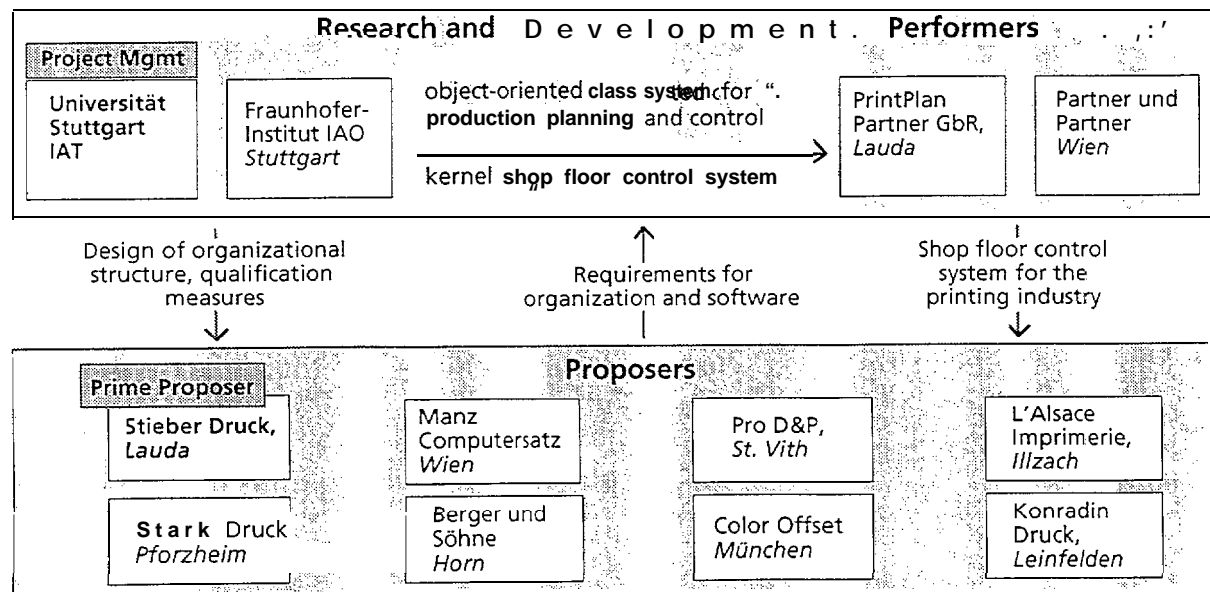 Research and Development. Performers
Project Mgmt
Universität
Stuttgart
IAT
Fraunhofer-
Institut IAO
Stuttgart
object-oriented class system for
production planning and control
kernel shop floor control system
PrintPlan
Partner GbR,
Lauda
Partner und
Partner
Wien
Design of organizational
structure, qualification
measures
Requirements for
organization and software
Shop floor control
system for the
printing industry
Proposers
Prime Proposer
Stieber Druck,
Lauda
Manz
Computersatz
Wien
Pro D&P,
St. Vith
L'Alsace
Imprimerie,
Illzach
Stark Druck
Pforzheim
Berger und
Söhne
Horn
Color Offset
München
Konradin
Druck,
Leinfelden